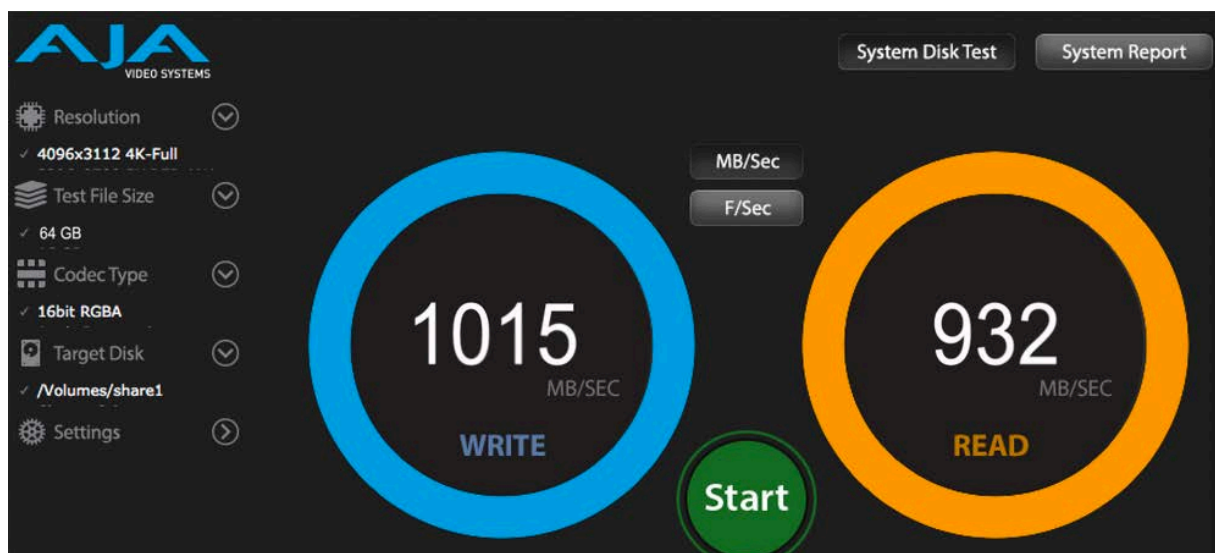 AJA
VIDEO SYSTEMS
System Disk Test
System Report
Resolution
✓ 4096x3112 4K-Full
Test File Size
✓ 64 GB
Codec Type
✓ 16bit RGBA
Target Disk
✓ /Volumes/share1
Settings
MB/Sec
F/Sec
1015
MB/SEC
WRITE
932
MB/SEC
READ
Start